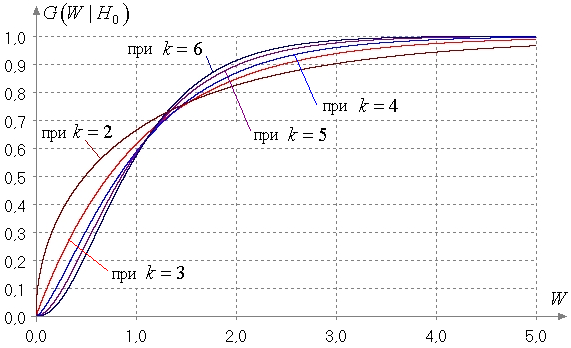 G(W | H₀)
1,0
0,9
0,8
0,7
0,6
0,5
0,4
0,3
0,2
0,1
0,0
при k = 6
при k = 4
при k = 5
при k = 2
при k = 3
W
0,0 1,0 2,0 3,0 4,0 5,0